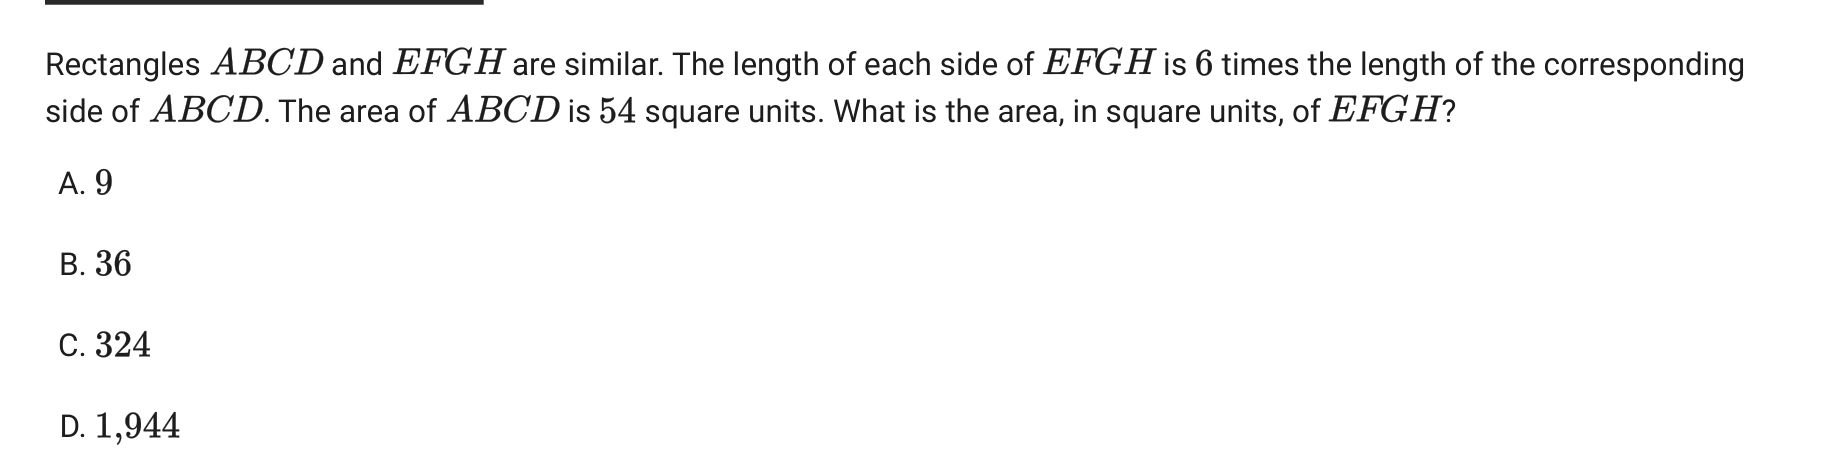 Rectangles ABCD and EFGH are similar. The length of each side of EFGH is 6 times the length of the corresponding
side of ABCD. The area of ABCD is 54 square units. What is the area, in square units, of EFGH?
A. 9
B. 36
C. 324
D. 1,944